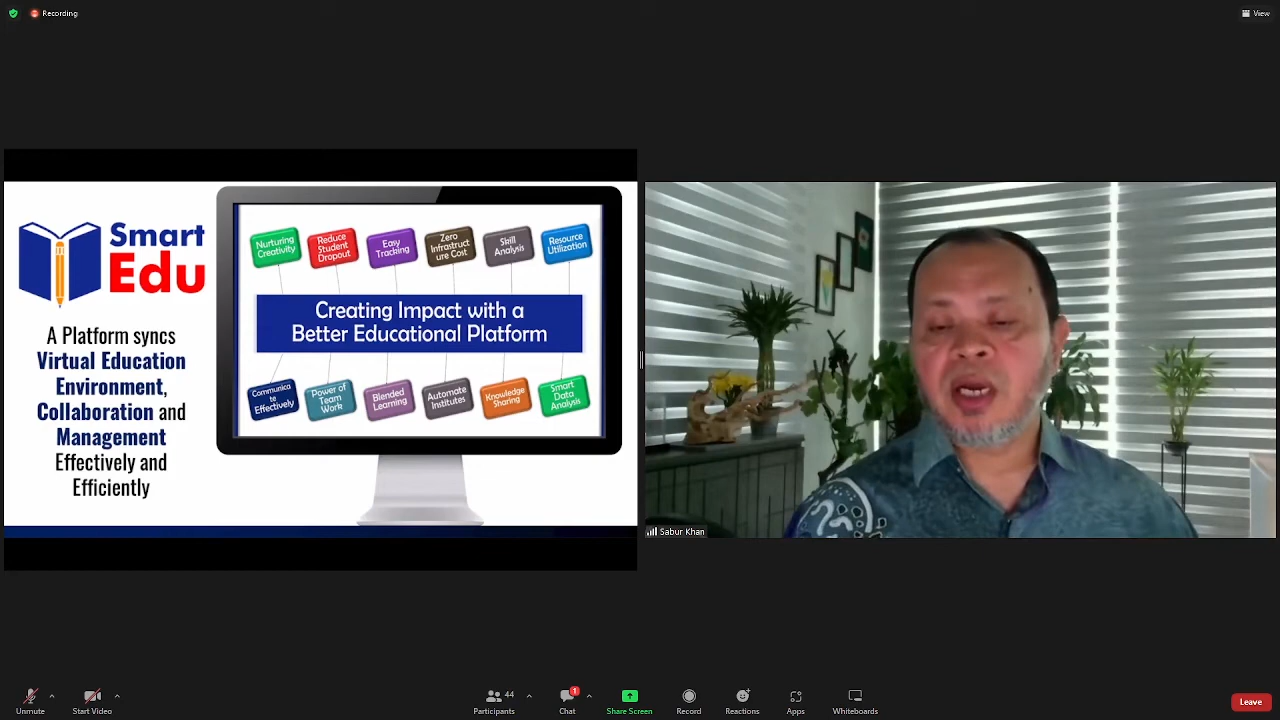 Recording
View
Smart
Edu
A Platform syncs
Virtual Education
Environment,
Collaboration and
Management
Effectively and
Efficiently
Nurturing
Creativity
Reduce
Student
Dropout
Easy
Tracking
Zero
Infrastruct
ure Cost
Skill
Analysis
Resource
Utilization
Creating Impact with a
Better Educational Platform
Communica
te
Effectively
Power of
Team
Work
Blended
Learning
Automate
Institutes
Knowledge
Sharing
Smart
Data
Analysis
Sabur Khan
Unmute
Start Video
44
Participants
1
Chat
Share Screen
Record
Reactions
Apps
Whiteboards
Leave